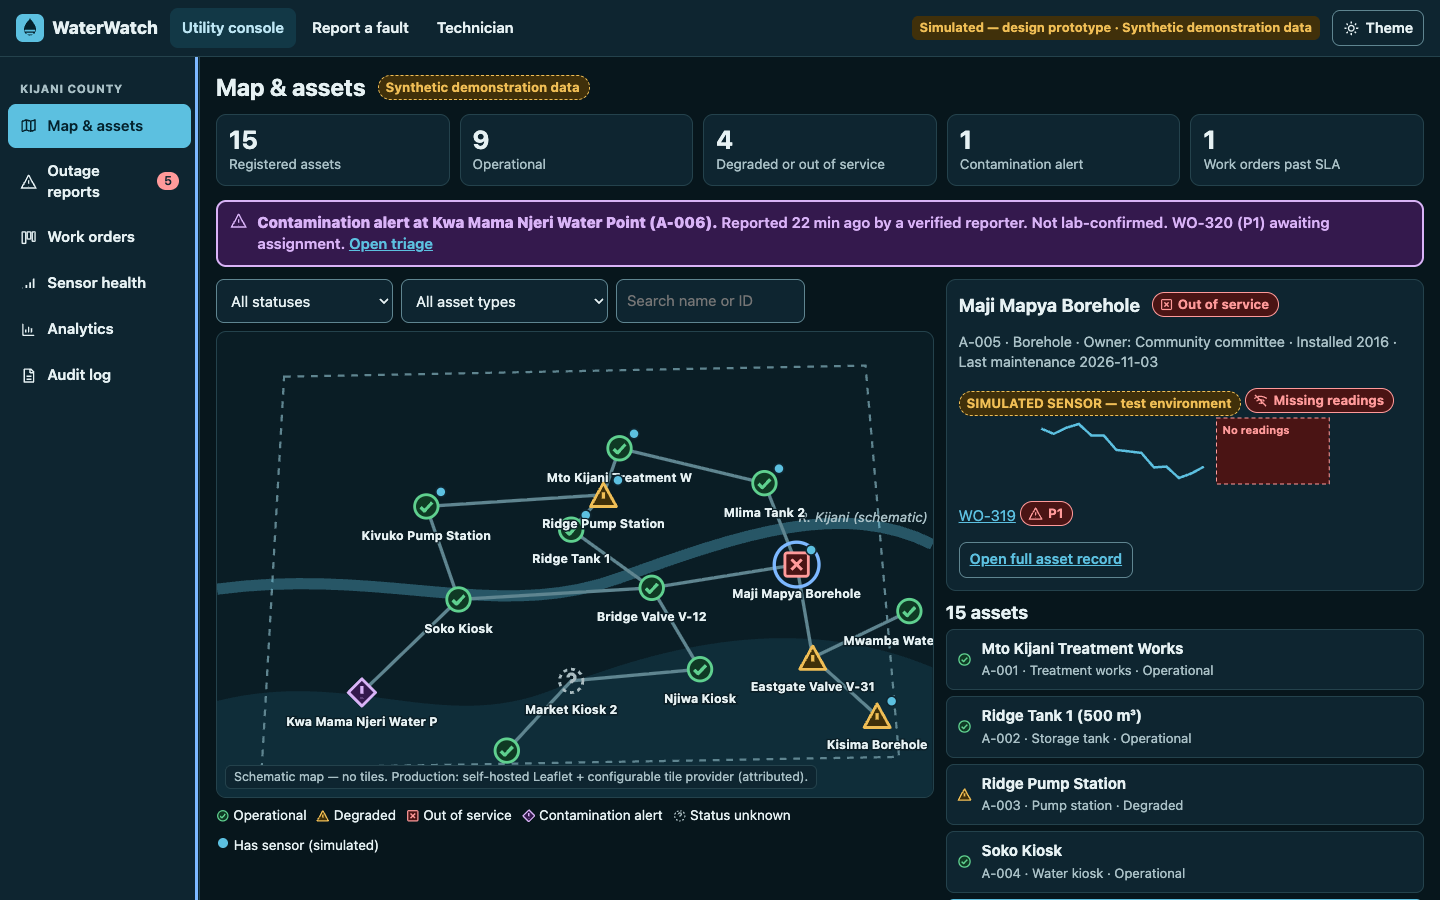 WaterWatch
Utility console
Report a fault
Technician
Simulated — design prototype · Synthetic demonstration data
Theme
KIJANI COUNTY
Map & assets
Outage
reports
5
Work orders
Sensor health
Analytics
Audit log
Map & assets
Synthetic demonstration data
15
Registered assets
9
Operational
4
Degraded or out of service
1
Contamination alert
1
Work orders past SLA
Contamination alert at Kwa Mama Njeri Water Point (A-006). Reported 22 min ago by a verified reporter. Not lab-confirmed. WO-320 (P1) awaiting
assignment. Open triage
All statuses
All asset types
Search name or ID
Mto Kijani Treatment W
Mlima Tank 2
R. Kijani (schematic)
Ridge Pump Station
Kivuko Pump Station
Ridge Tank 1
Maji Mapya Borehole
Bridge Valve V-12
Soko Kiosk
Mwamba Wate
Eastgate Valve V-31
Njiwa Kiosk
Market Kiosk 2
Kwa Mama Njeri Water P
Kisima Borehole
Schematic map — no tiles. Production: self-hosted Leaflet + configurable tile provider (attributed).
Operational
Degraded
Out of service
Contamination alert
Status unknown
Has sensor (simulated)
Maji Mapya Borehole
Out of service
A-005 · Borehole · Owner: Community committee · Installed 2016 ·
Last maintenance 2026-11-03
SIMULATED SENSOR — test environment
Missing readings
No readings
WO-319
P1
Open full asset record
15 assets
Mto Kijani Treatment Works
A-001 · Treatment works · Operational
Ridge Tank 1 (500 m³)
A-002 · Storage tank · Operational
Ridge Pump Station
A-003 · Pump station · Degraded
Soko Kiosk
A-004 · Water kiosk · Operational